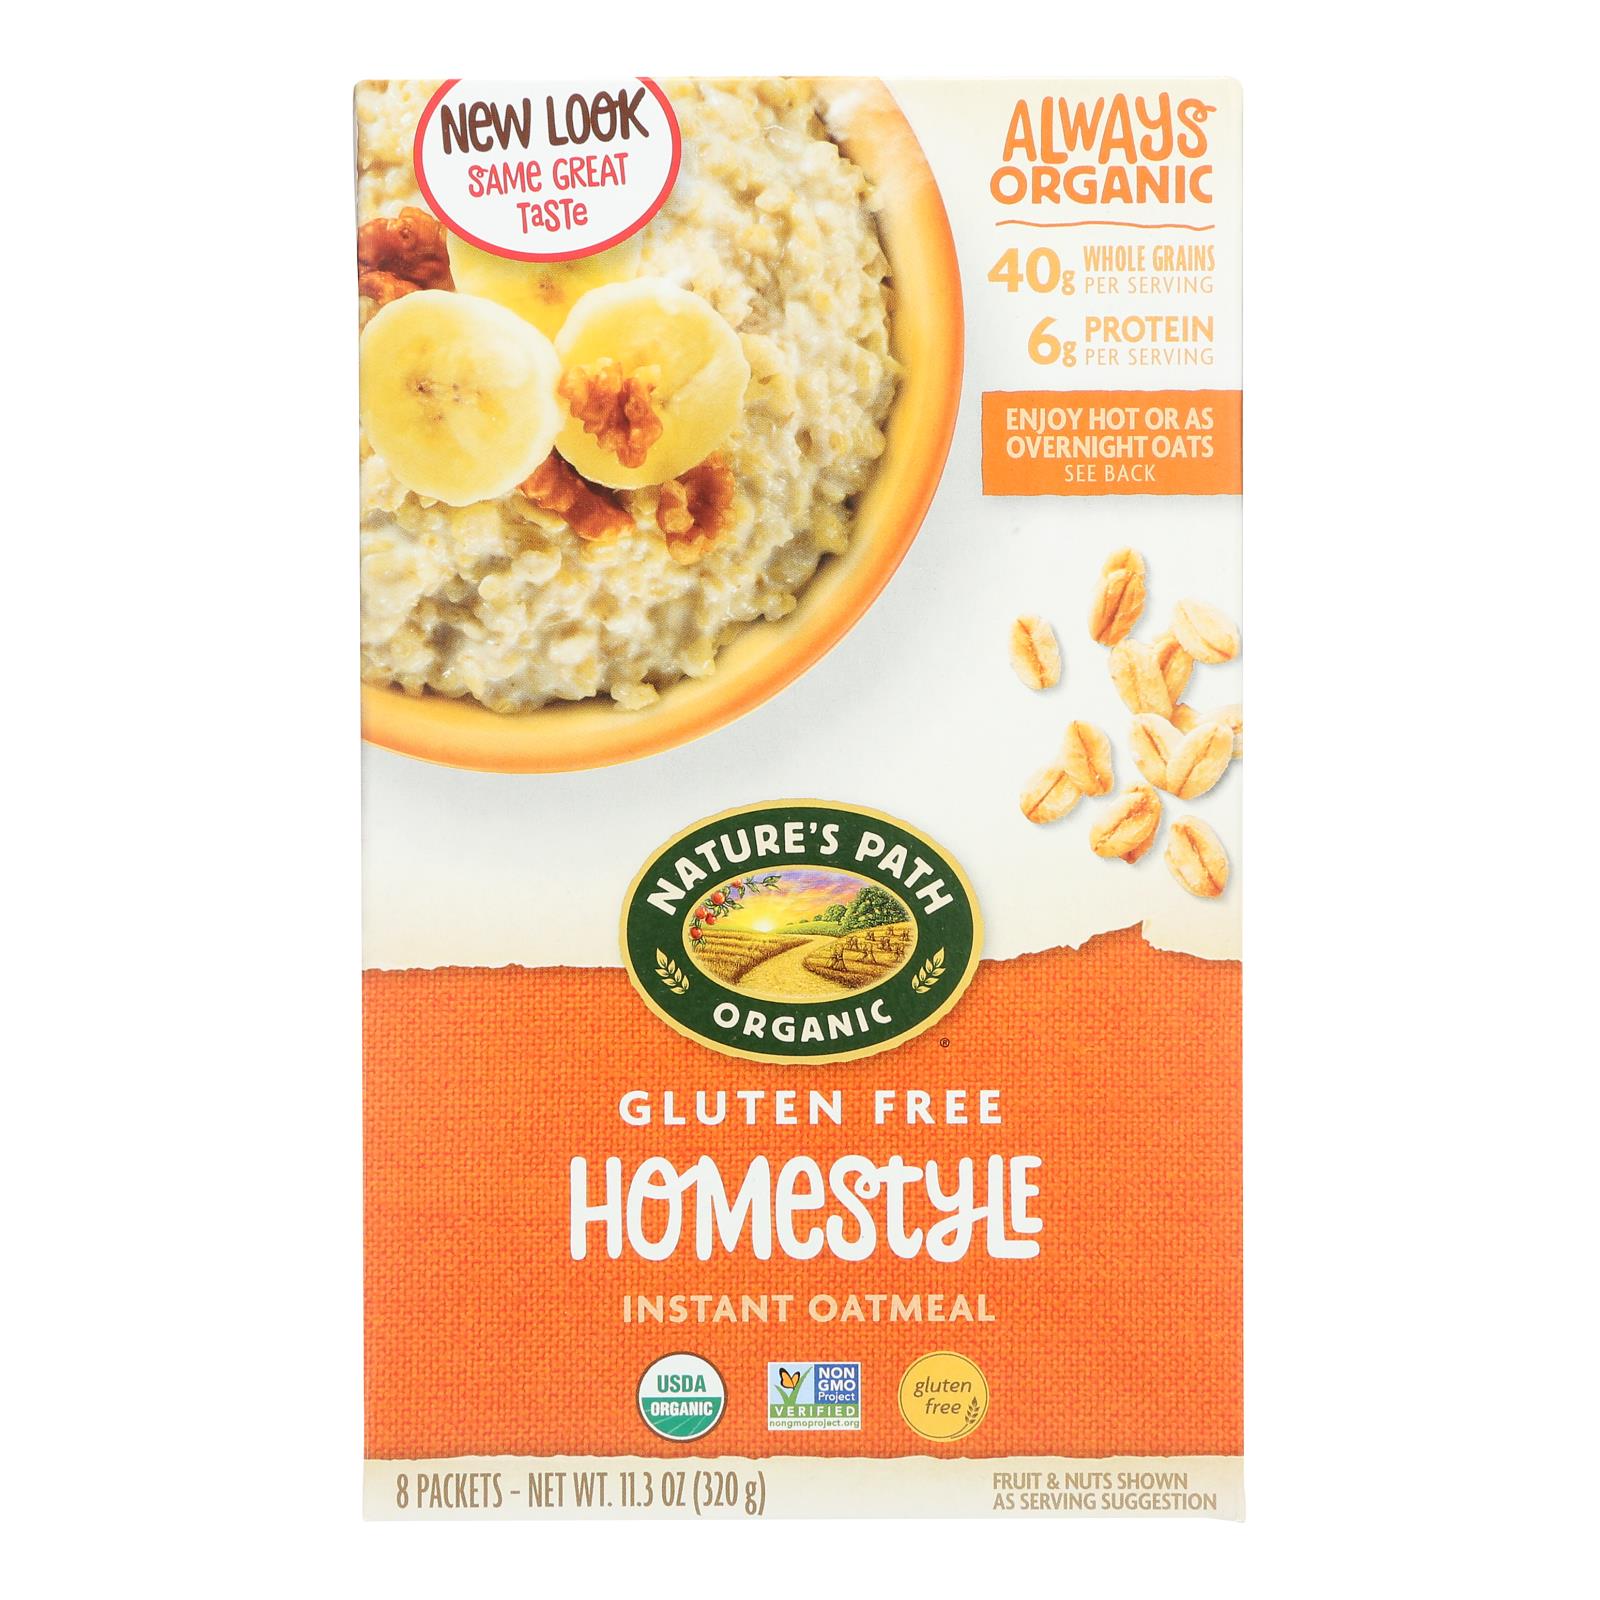 NEW LOOK
SAME GREAT
TASTE
ALWAYS
ORGANIC
40g WHOLE GRAINS
PER SERVING
6g PROTEIN
PER SERVING
ENJOY HOT OR AS
OVERNIGHT OATS
SEE BACK
NATURE'S PATH
ORGANIC
®
GLUTEN FREE
HOMESTYLE
INSTANT OATMEAL
USDA
ORGANIC
NON
GMO
Project
VERIFIED
nongmoproject.org
gluten
free
8 PACKETS - NET WT. 11.3 OZ (320 g)
FRUIT & NUTS SHOWN
AS SERVING SUGGESTION